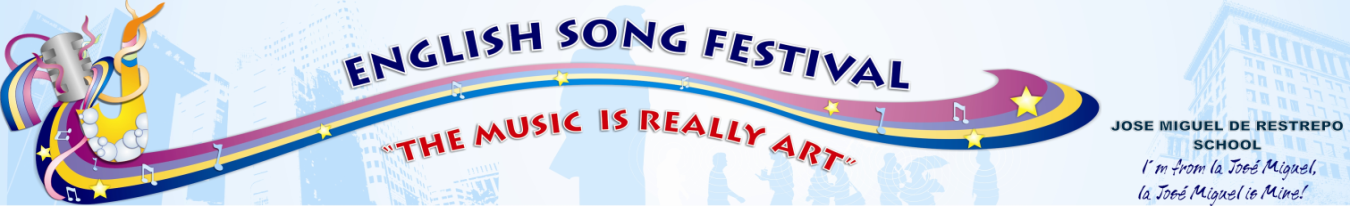 ENGLISH SONG FESTIVAL
"THE MUSIC IS REALLY ART"
JOSE MIGUEL DE RESTREPO
SCHOOL
I´m from la José Miguel,
la José Miguel is Mine!